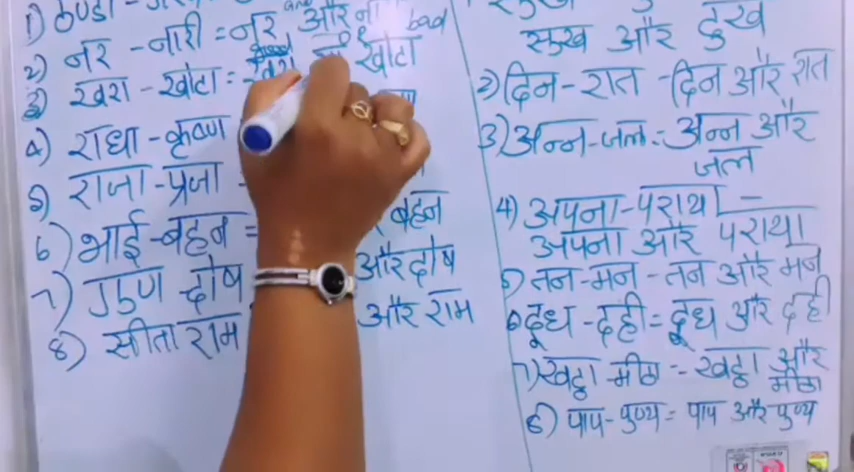 1) ठण्डा -
2) नर - नारी = नर और
3) खरा - खोटा = खोटा
bad
4) राधा - कृष्ण
5) राजा - प्रजा -
6) भाई - बहन = बहन
7) गुण दोष और दोष
8) सीता राम और राम
सुख और दुख
2) दिन - रात - दिन और रात
3) अन्न - जल = अन्न और
जल
4) अपना - पराया -
अपना और पराया
5) तन - मन - तन और मन
6) दूध - दही = दूध और दही
7) खट्ठा - मीठा - खट्ठा और
मीठा
8) पाप - पुण्य = पाप और पुण्य